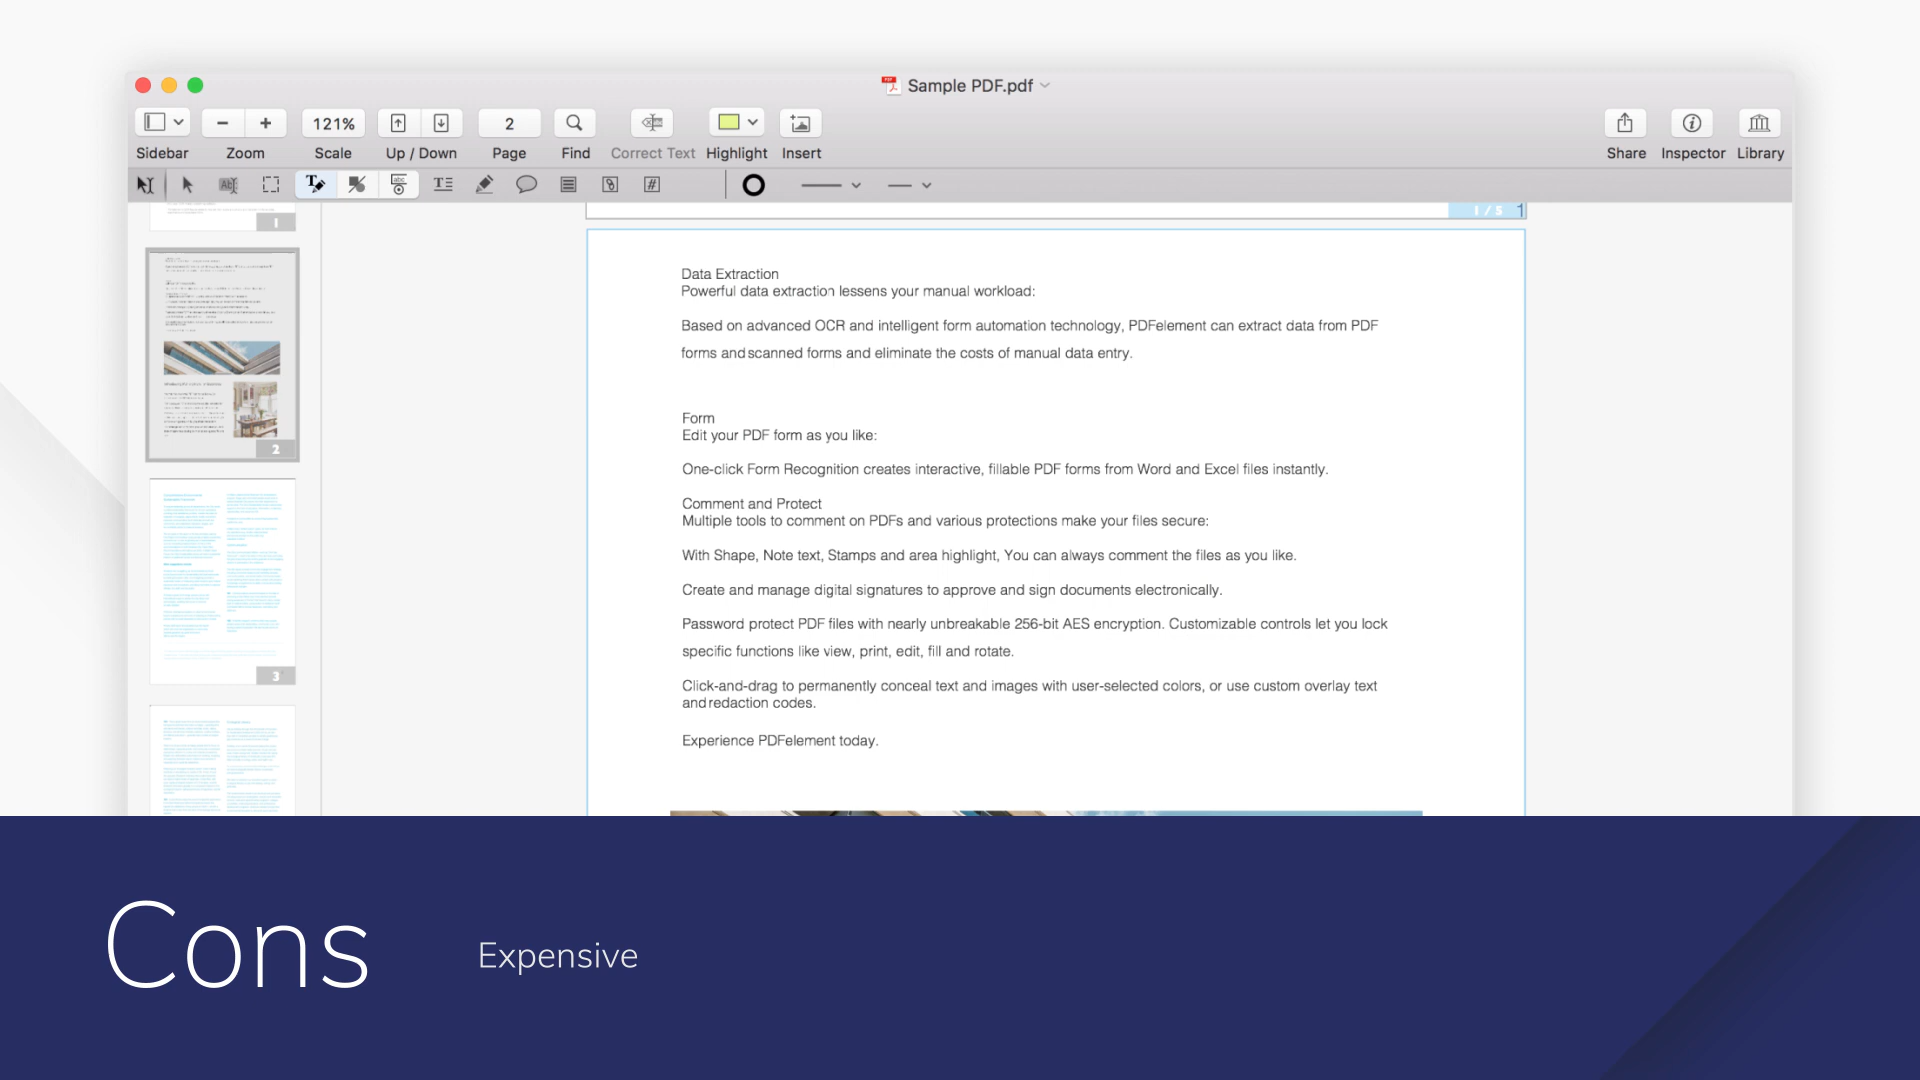 Sample PDF.pdf
121%
2
Sidebar
Zoom
Scale
Up / Down
Page
Find
Correct Text
Highlight
Insert
Share
Inspector
Library
1
2
3
1 / 5
Data Extraction
Powerful data extraction lessens your manual workload:
Based on advanced OCR and intelligent form automation technology, PDFelement can extract data from PDF
forms and scanned forms and eliminate the costs of manual data entry.
Form
Edit your PDF form as you like:
One-click Form Recognition creates interactive, fillable PDF forms from Word and Excel files instantly.
Comment and Protect
Multiple tools to comment on PDFs and various protections make your files secure:
With Shape, Note text, Stamps and area highlight, You can always comment the files as you like.
Create and manage digital signatures to approve and sign documents electronically.
Password protect PDF files with nearly unbreakable 256-bit AES encryption. Customizable controls let you lock
specific functions like view, print, edit, fill and rotate.
Click-and-drag to permanently conceal text and images with user-selected colors, or use custom overlay text
and redaction codes.
Experience PDFelement today.
Cons
Expensive